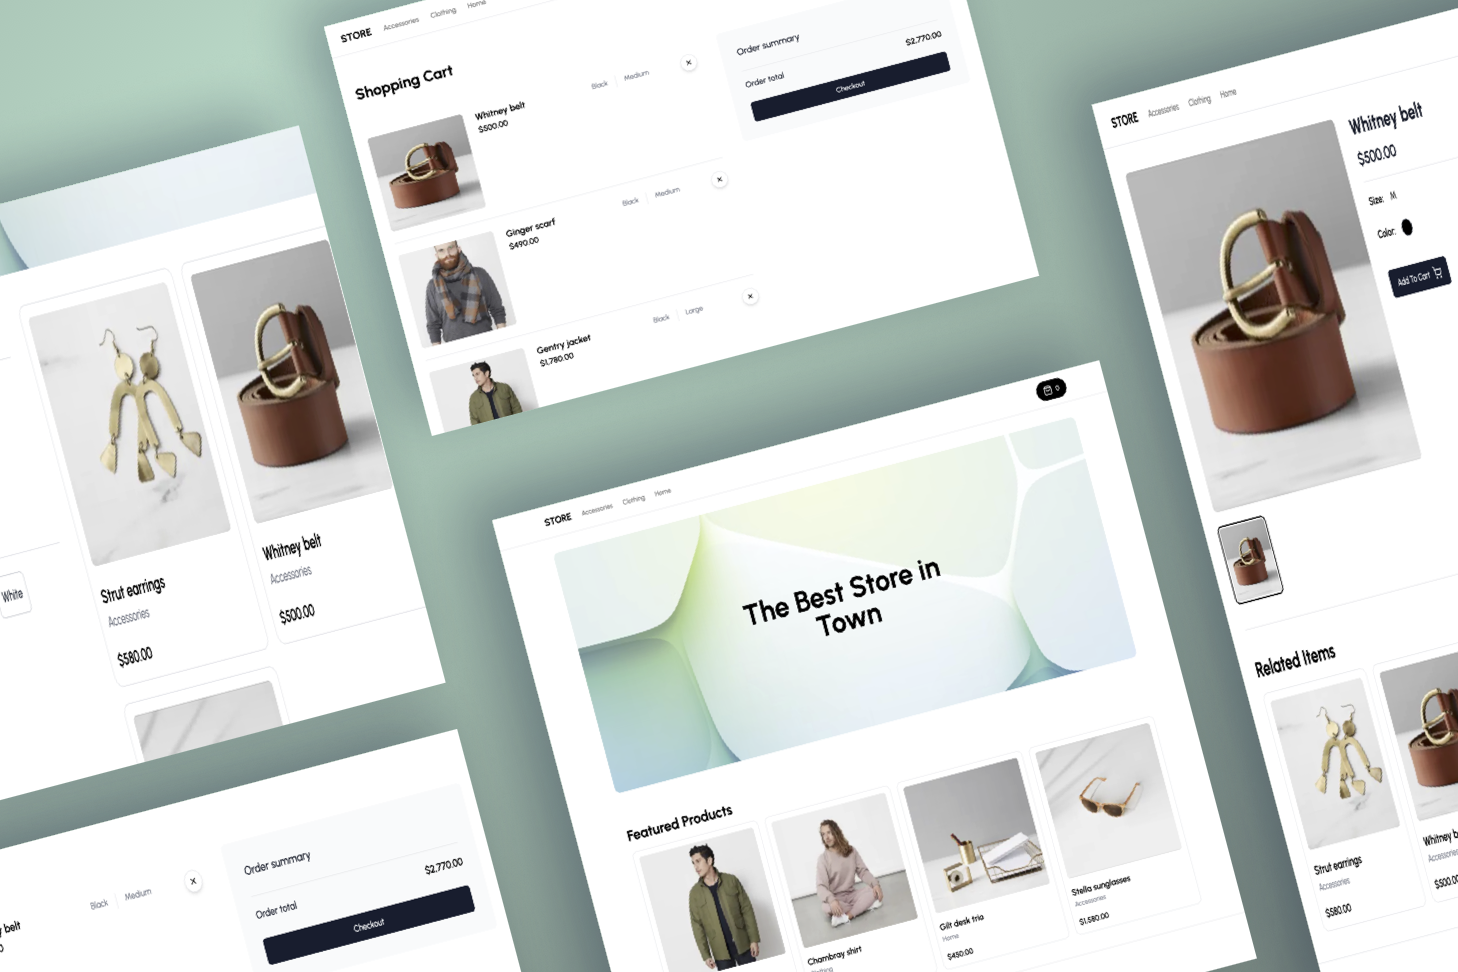 STORE Accessories Clothing Home
Shopping Cart
Whitney belt
$500.00
Black Medium
Ginger scarf
$490.00
Black Medium
Gentry jacket
$1,780.00
Black Large
Order summary
Order total
$2,770.00
Checkout
STORE Accessories Clothing Home
Whitney belt
$500.00
Size: M
Color:
Add To Cart
Related Items
Strut earrings
Accessories
$580.00
Whitney b
Accessories
$500.00
White
Strut earrings
Accessories
$580.00
Whitney belt
Accessories
$500.00
STORE Accessories Clothing Home
0
The Best Store in
Town
Featured Products
Chambray shirt
Clothing
Gilt desk trio
Home
$450.00
Stella sunglasses
Accessories
$1,580.00
y belt
Black Medium
Order summary
Order total
$2,770.00
Checkout